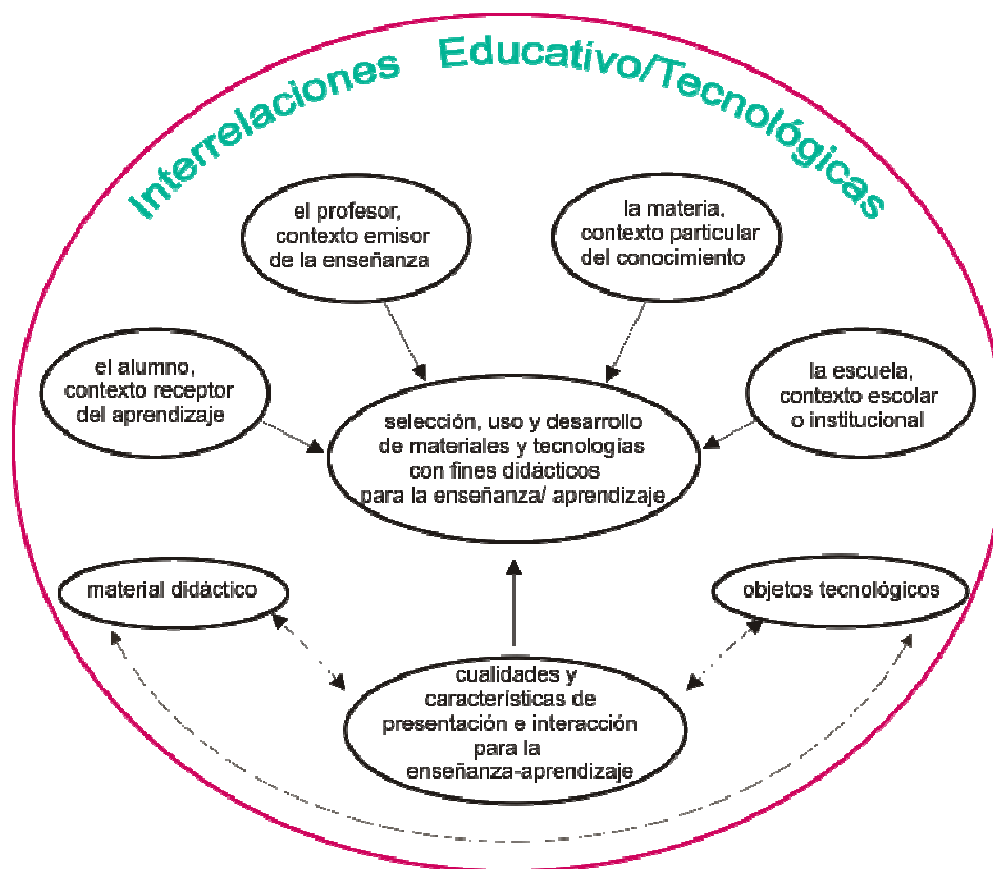 Interrelaciones Educativo/Tecnológicas
el profesor,
contexto emisor
de la enseñanza
la materia,
contexto particular
del conocimiento
el alumno,
contexto receptor
del aprendizaje
la escuela,
contexto escolar
o institucional
selección, uso y desarrollo
de materiales y tecnologías
con fines didácticos
para la enseñanza/ aprendizaje
material didáctico
objetos tecnológicos
cualidades y
características de
presentación e interacción
para la
enseñanza-aprendizaje